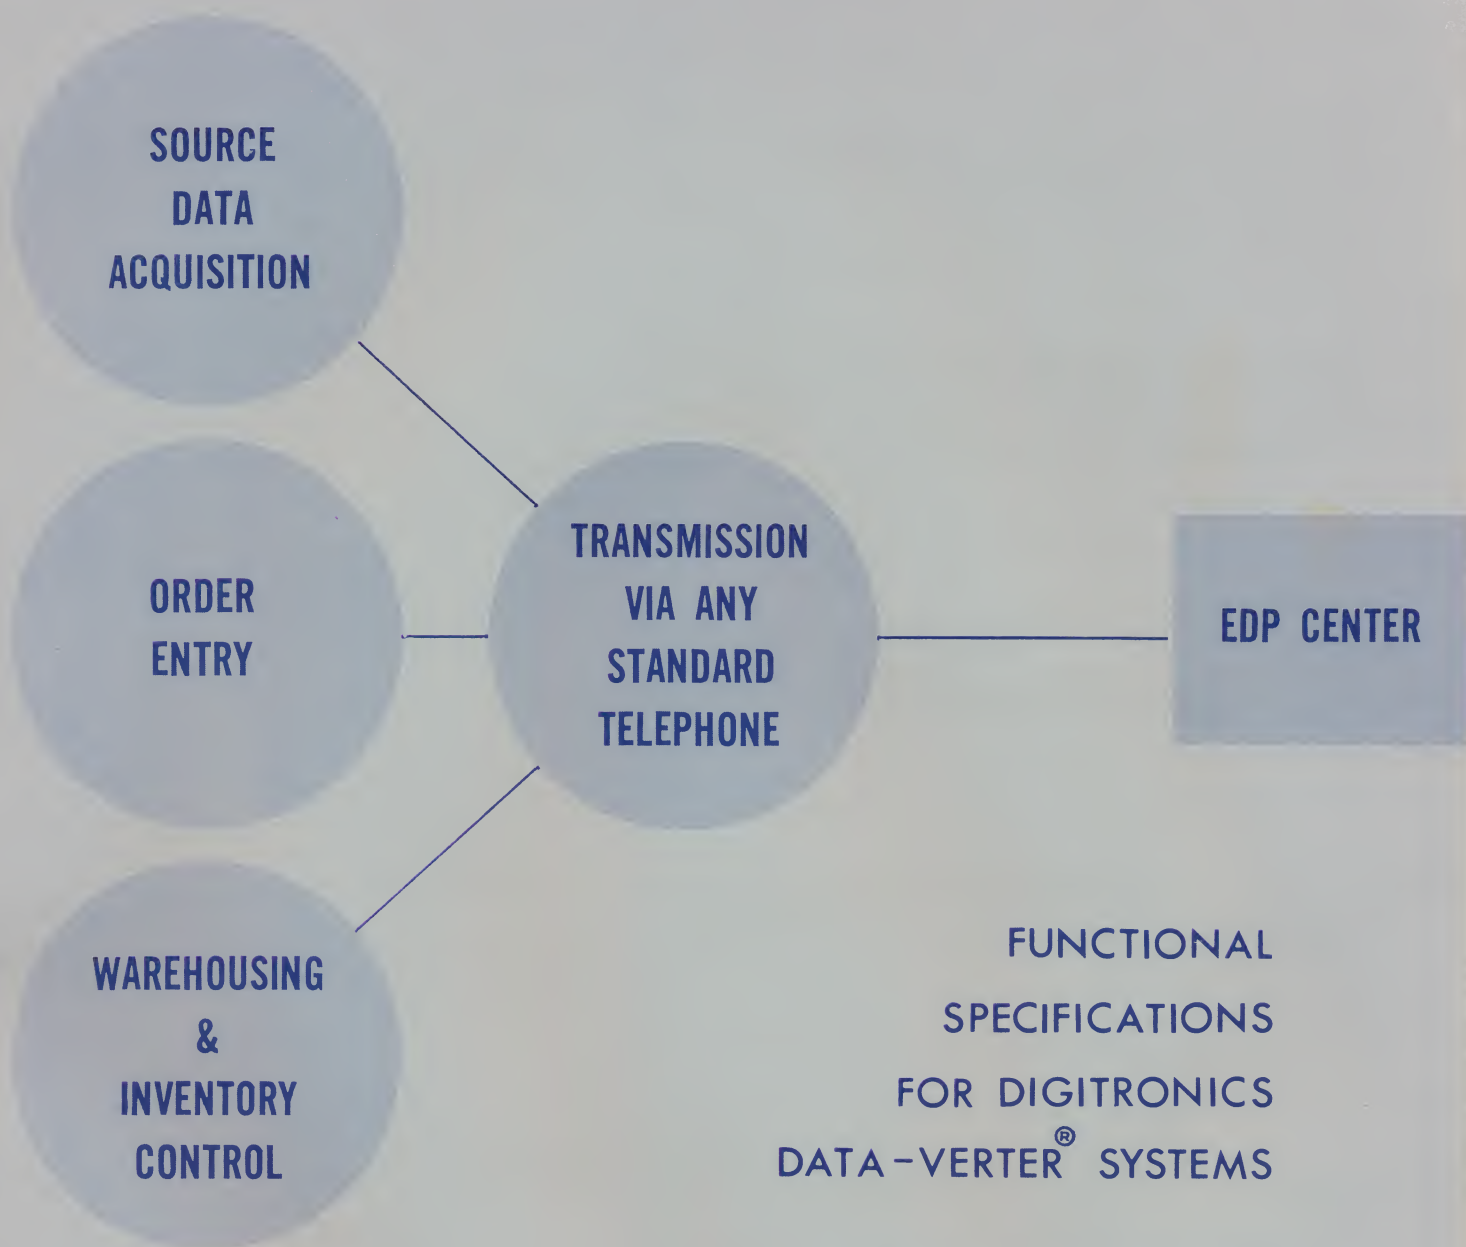 SOURCE
DATA
ACQUISITION
ORDER
ENTRY
WAREHOUSING
&
INVENTORY
CONTROL
TRANSMISSION
VIA ANY
STANDARD
TELEPHONE
EDP CENTER
FUNCTIONAL
SPECIFICATIONS
FOR DIGITRONICS
DATA-VERTER® SYSTEMS